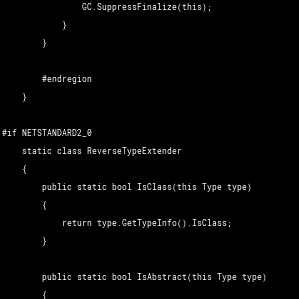 GC.SuppressFinalize(this);
}
}
#endregion
}
#if NETSTANDARD2_0
static class ReverseTypeExtender
{
public static bool IsClass(this Type type)
{
return type.GetTypeInfo().IsClass;
}
public static bool IsAbstract(this Type type)
{